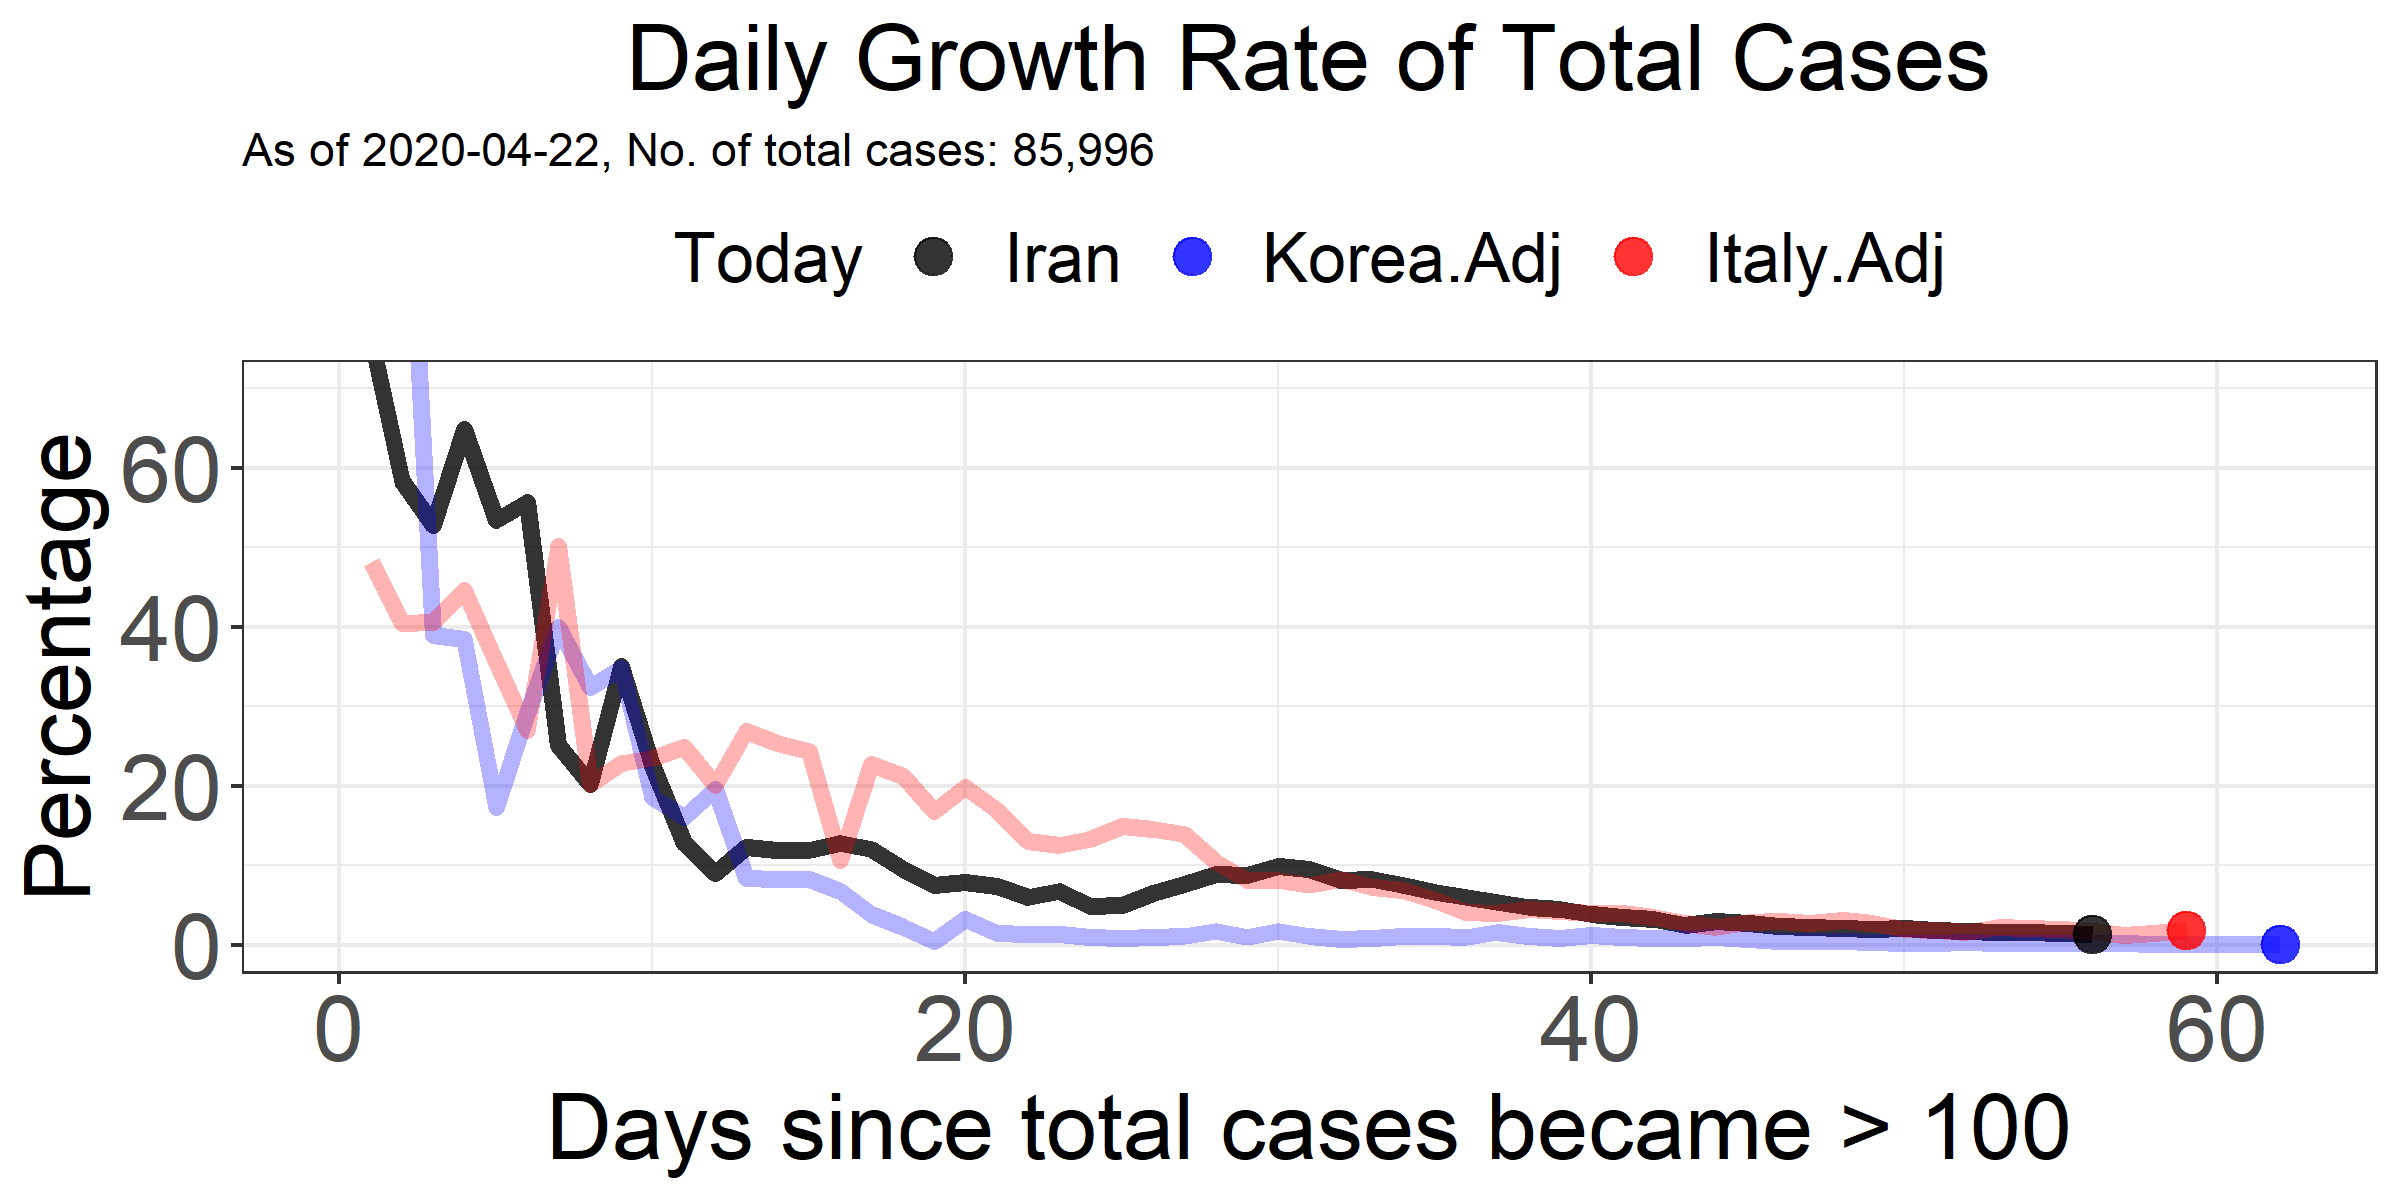 Daily Growth Rate of Total Cases
As of 2020-04-22, No. of total cases: 85,996
Today Iran Korea.Adj Italy.Adj
Percentage
60
40
20
0
0 20 40 60
Days since total cases became > 100